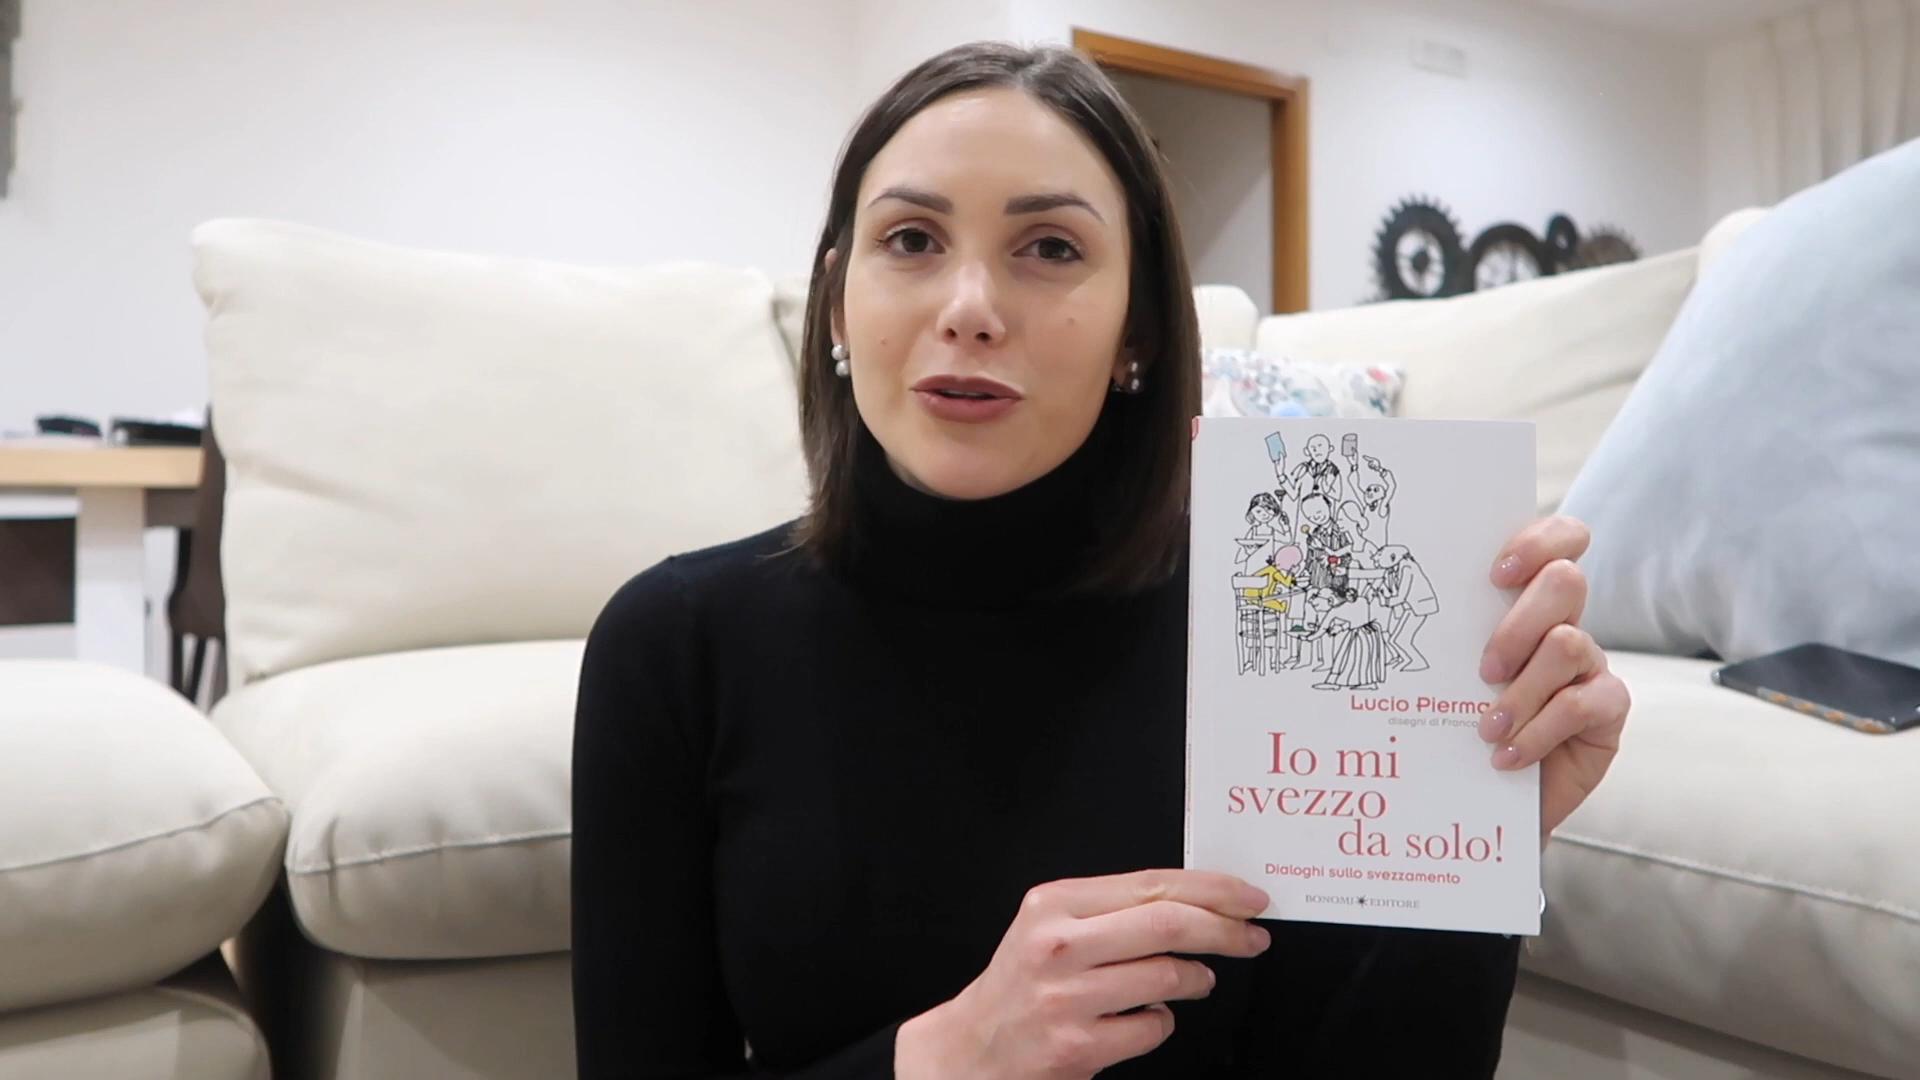 Lucio Pierma
disegni di Franco
Io mi
svezzo
da solo!
Dialoghi sullo svezzamento
BONOMI EDITORE